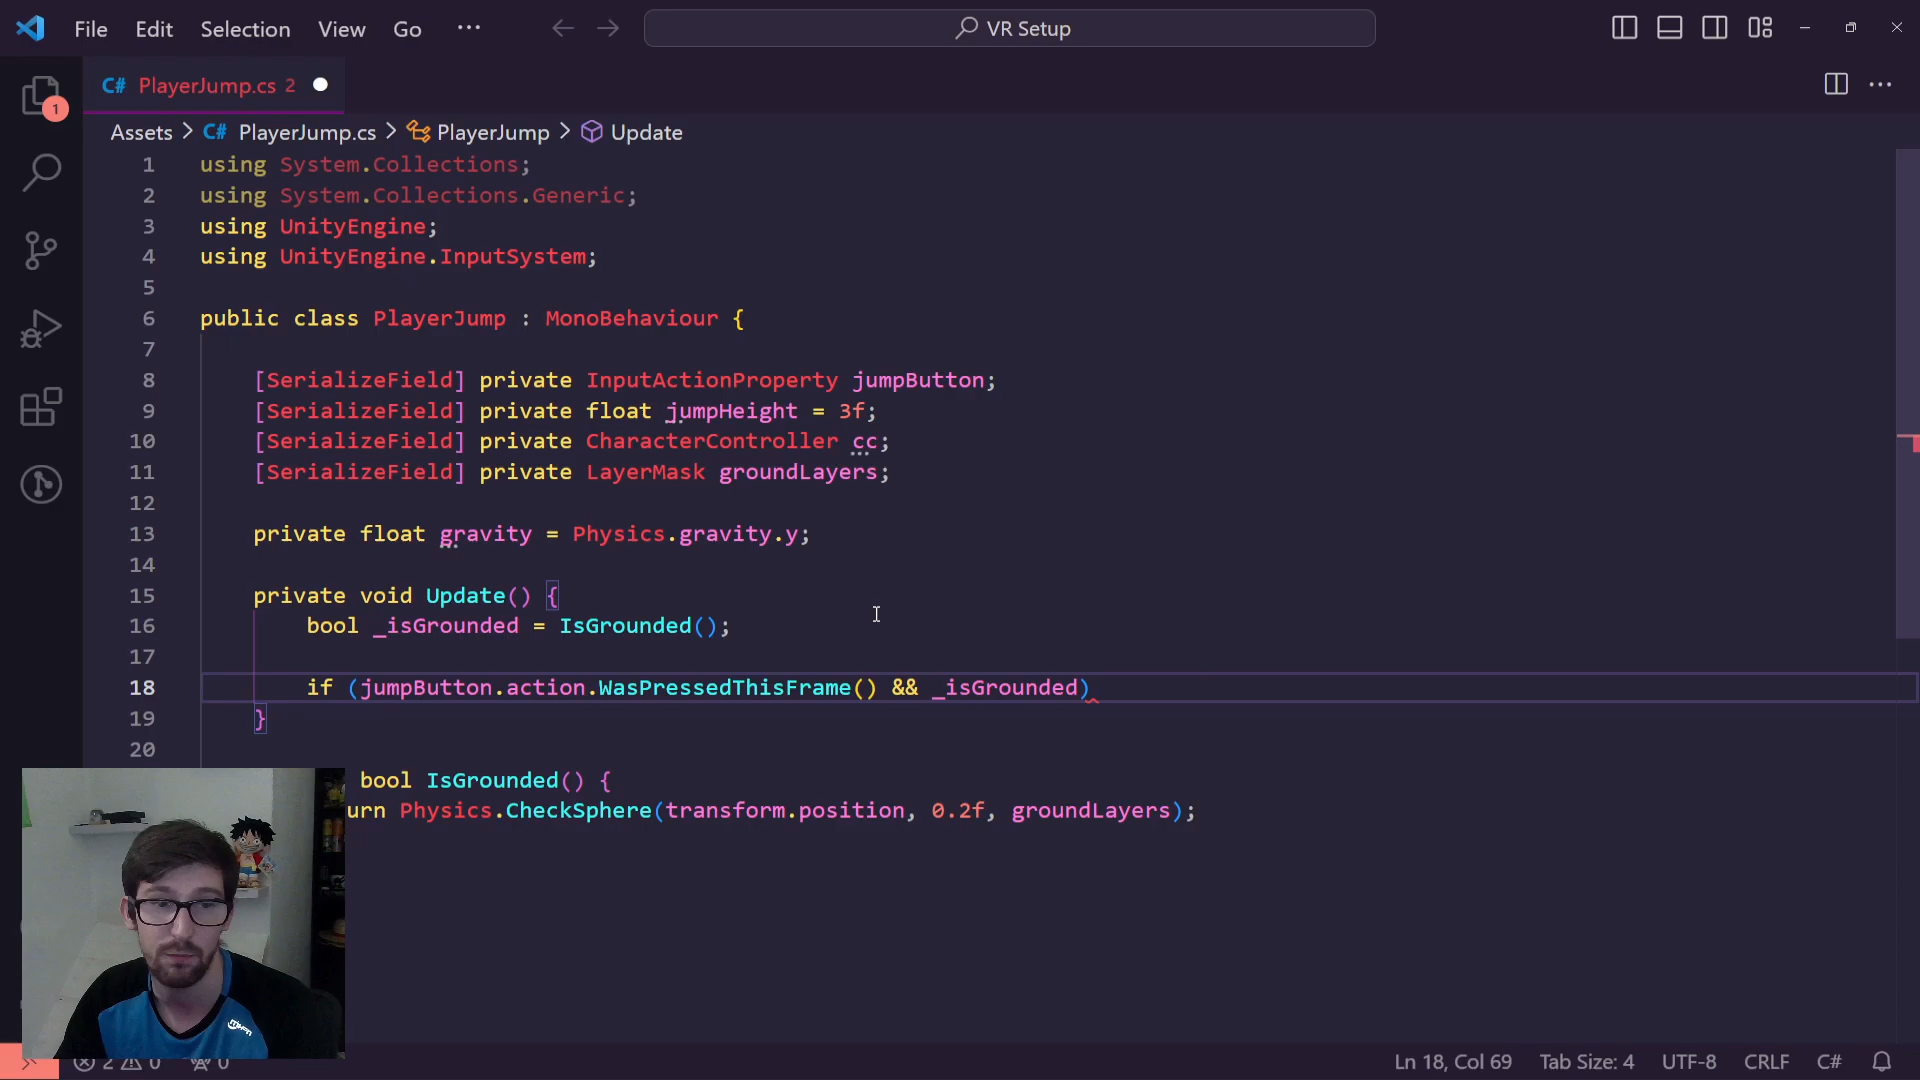 File Edit Selection View Go ··· VR Setup
C# PlayerJump.cs 2
Assets > C# PlayerJump.cs > PlayerJump > Update
1 using System.Collections;
2 using System.Collections.Generic;
3 using UnityEngine;
4 using UnityEngine.InputSystem;
5
6 public class PlayerJump : MonoBehaviour {
7
8 [SerializeField] private InputActionProperty jumpButton;
9 [SerializeField] private float jumpHeight = 3f;
10 [SerializeField] private CharacterController cc;
11 [SerializeField] private LayerMask groundLayers;
12
13 private float gravity = Physics.gravity.y;
14
15 private void Update() {
16 bool _isGrounded = IsGrounded();
17
18 if (jumpButton.action.WasPressedThisFrame() && _isGrounded)
19 }
20
bool IsGrounded() {
urn Physics.CheckSphere(transform.position, 0.2f, groundLayers);
1
2 0 0 Ln 18, Col 69 Tab Size: 4 UTF-8 CRLF C#